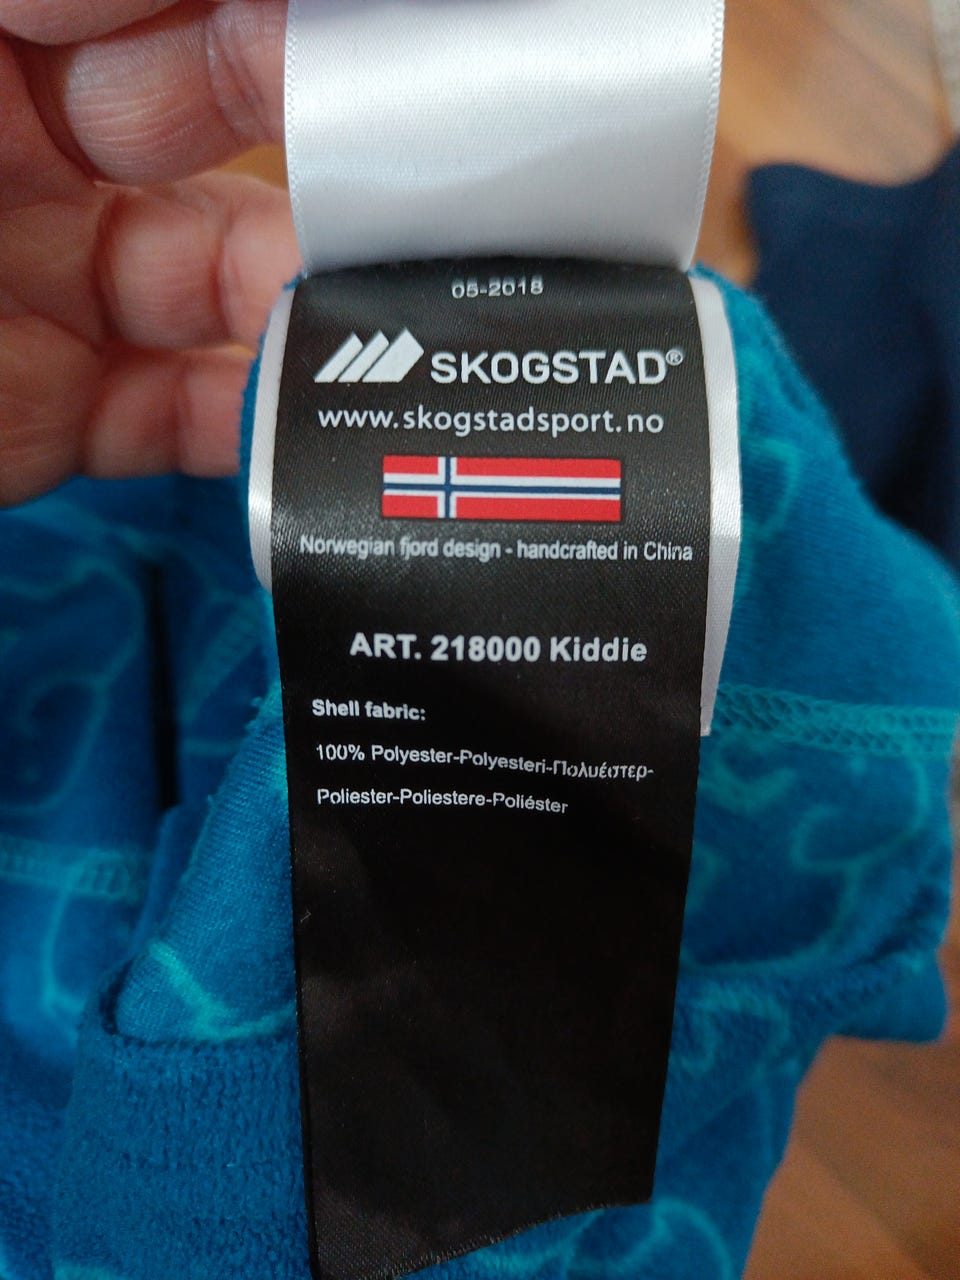 05-2018
SKOGSTAD®
www.skogstadsport.no
Norwegian fjord design - handcrafted in China
ART. 218000 Kiddie
Shell fabric:
100% Polyester-Polyesteri-Πολυέστερ-
Poliester-Poliestere-Poliéster